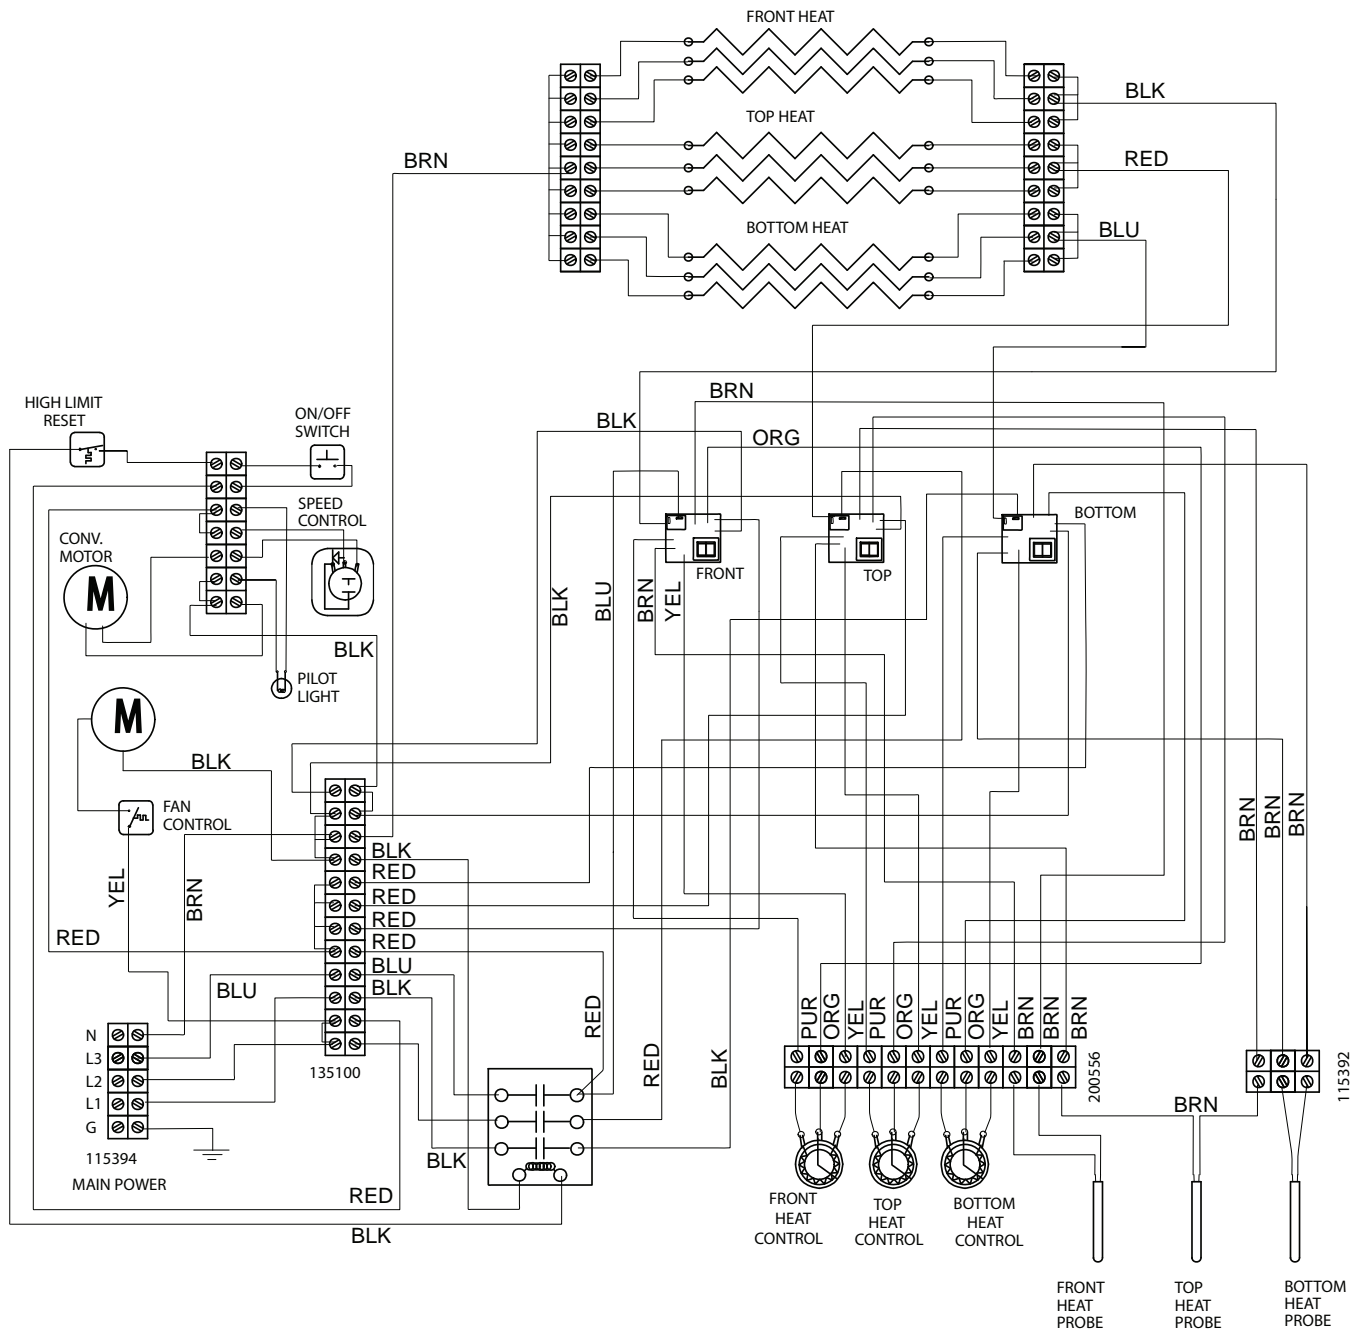 FRONT HEAT
BLK
TOP HEAT
BRN
RED
BOTTOM HEAT
BLU
HIGH LIMIT
RESET
ON/OFF
SWITCH
BRN
BLK
ORG
SPEED
CONTROL
BOTTOM
CONV.
MOTOR
M
FRONT
TOP
BLK
BLU
BRN
YEL
BLK
PILOT
LIGHT
M
BLK
FAN
CONTROL
BRN
BRN
BRN
BLK
RED
YEL
BRN
RED
RED
RED
RED
BLU
BLU
BLK
RED
RED
BLK
PUR
ORG
YEL
PUR
ORG
YEL
PUR
ORG
YEL
BRN
BRN
BRN
N
L3
L2
L1
G
135100
200556
115392
BRN
115394
MAIN POWER
BLK
RED
BLK
FRONT
HEAT
CONTROL
TOP
HEAT
CONTROL
BOTTOM
HEAT
CONTROL
FRONT
HEAT
PROBE
TOP
HEAT
PROBE
BOTTOM
HEAT
PROBE